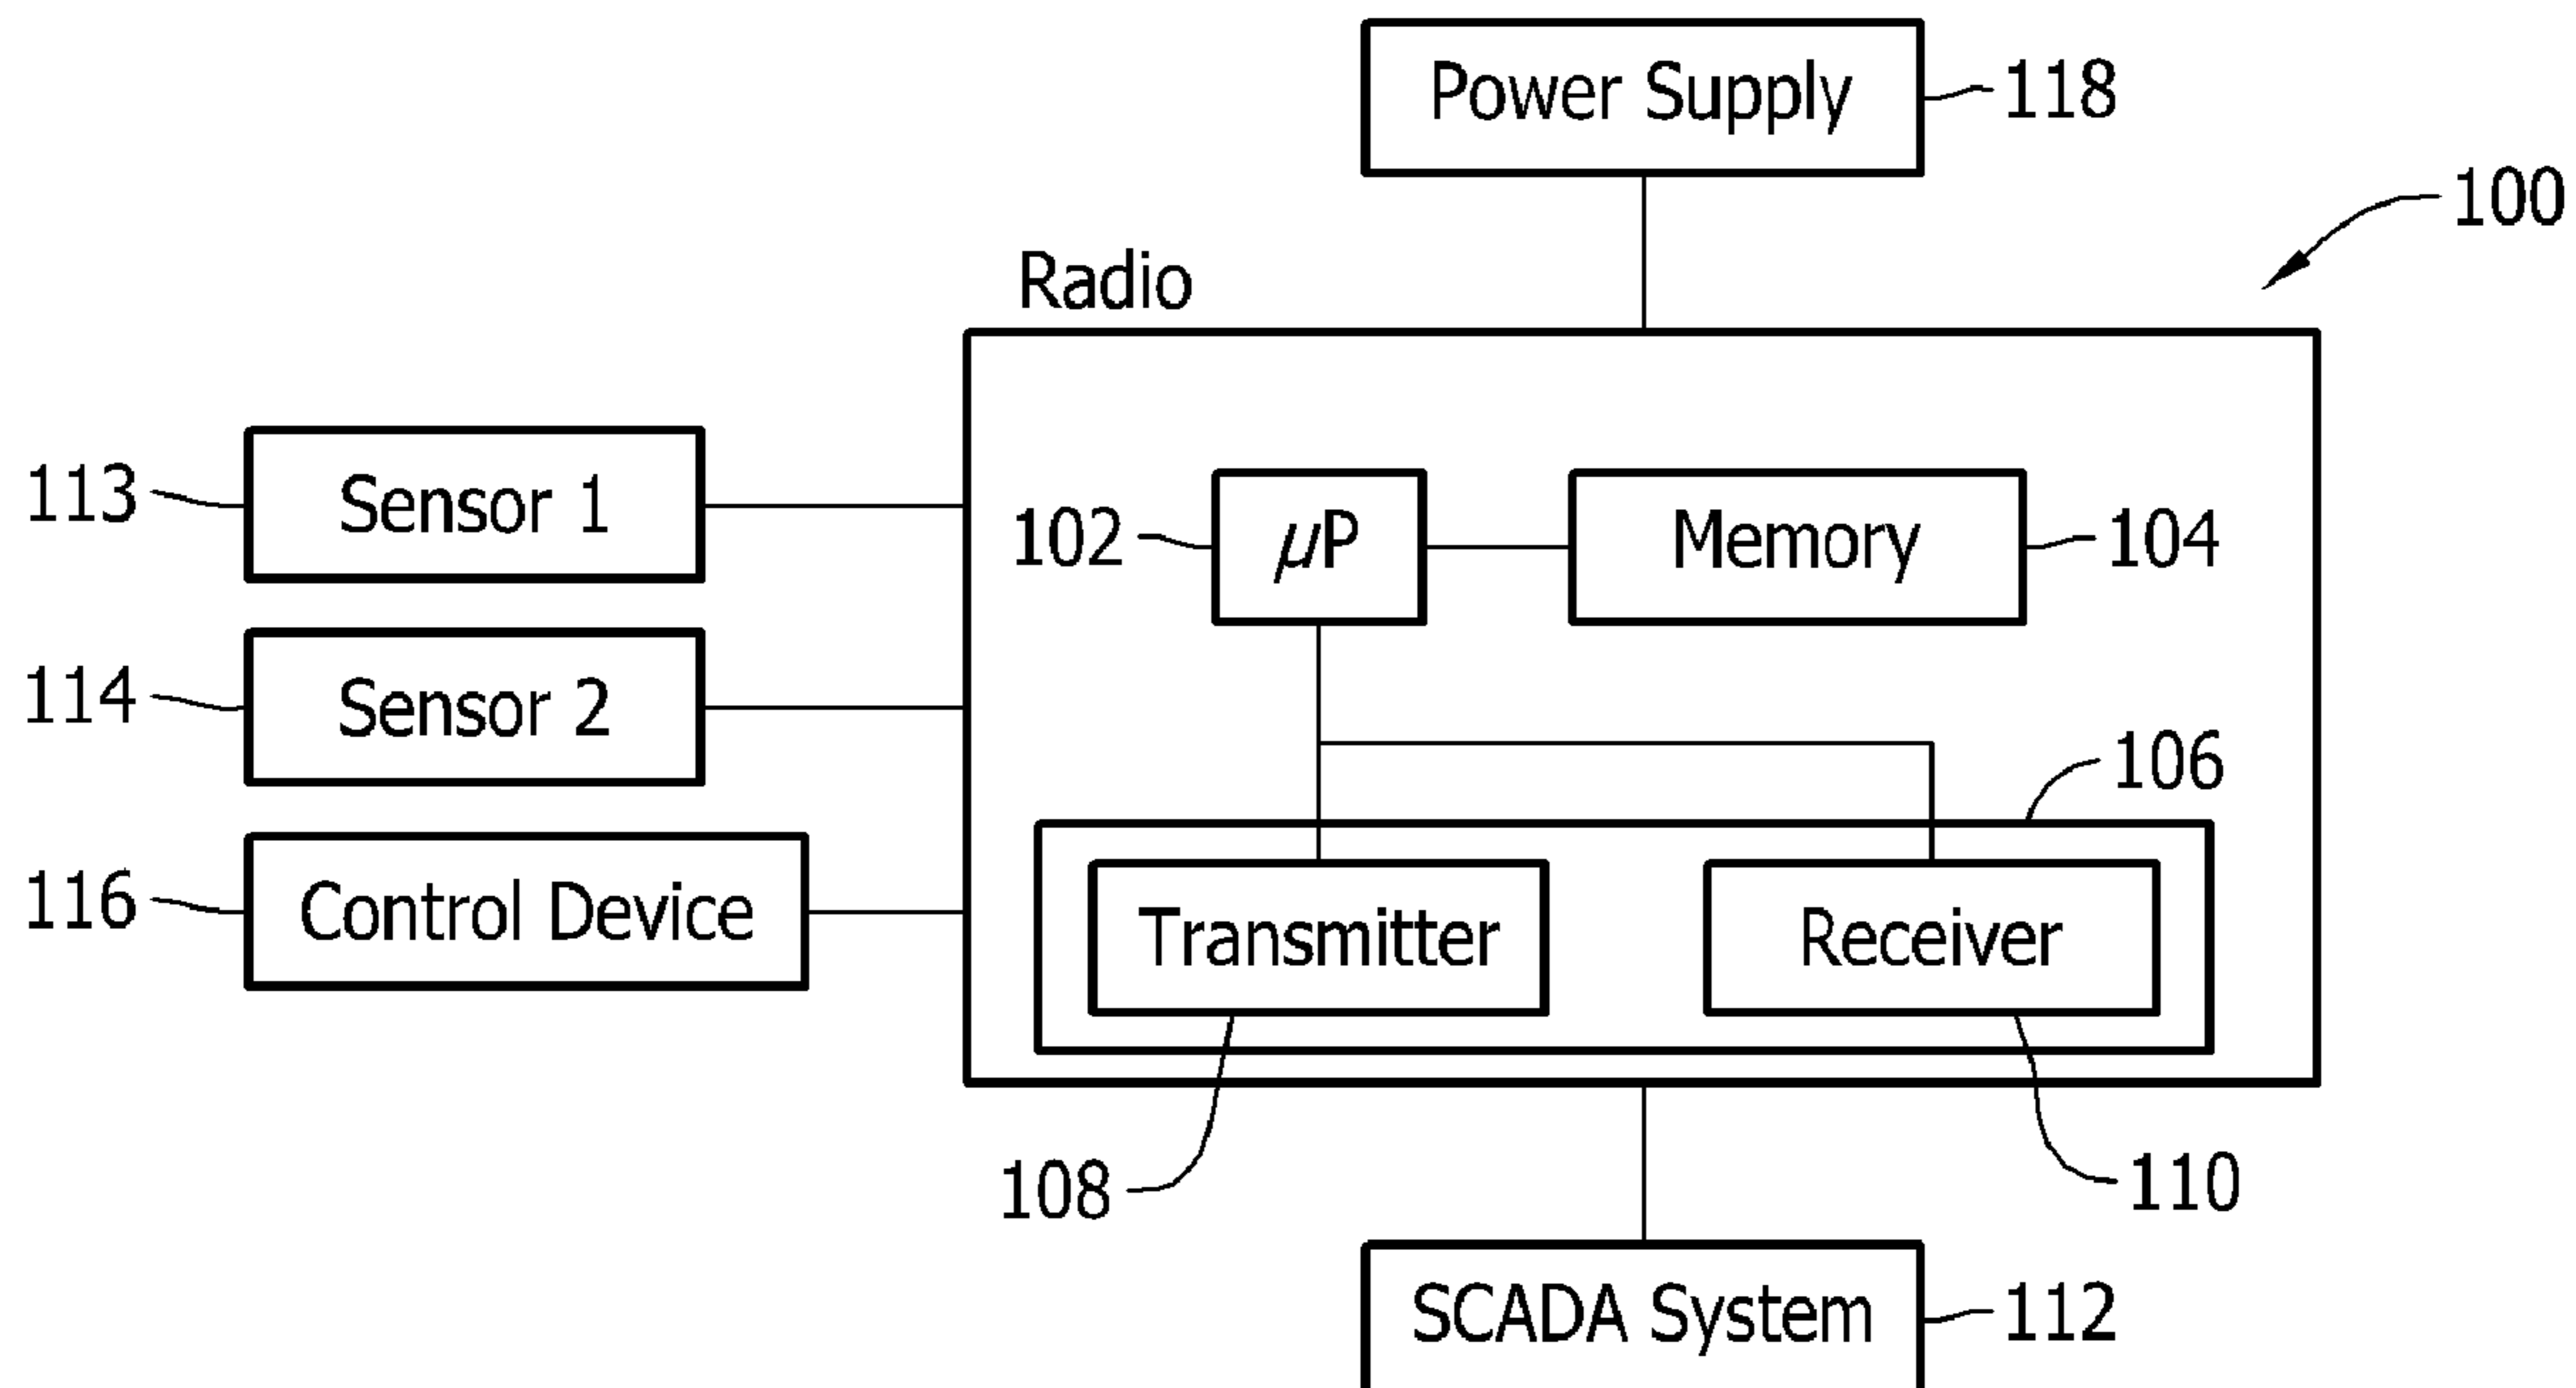 Power Supply
118
100
Radio
113
Sensor 1
102
μP
Memory
104
114
Sensor 2
106
116
Control Device
Transmitter
Receiver
108
110
SCADA System
112